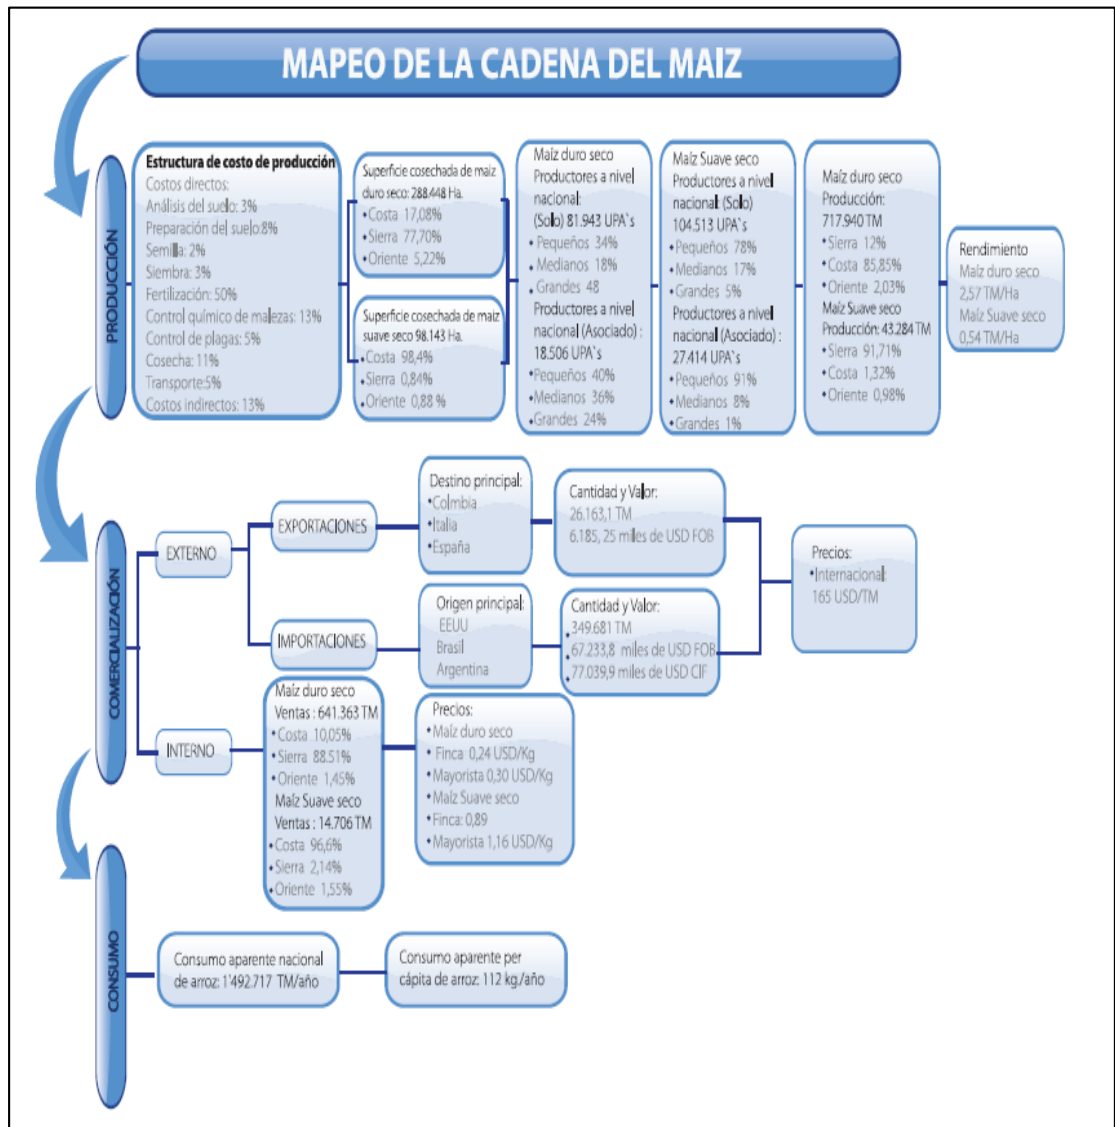 MAPEO DE LA CADENA DEL MAIZ
PRODUCCIÓN
Estructura de costo de producción
Costos directos:
Análisis del suelo: 3%
Preparación del suelo:8%
Semilla: 2%
Siembra: 3%
Fertilización: 50%
Control químico de malezas: 13%
Control de plagas: 5%
Cosecha: 11%
Transporte:5%
Costos indirectos: 13%
Superficie cosechada de maiz
duro seco: 288.448 Ha.
Costa 17,08%
Sierra 77,70%
Oriente 5,22%
Superficie cosechada de maiz
suave seco 98.143 Ha.
Costa 98,4%
Sierra 0,84%
Oriente 0,88 %
Maíz duro seco
Productores a nivel
nacional:
(Solo) 81.943 UPA`s
Pequeños 34%
Medianos 18%
Grandes 48
Productores a nivel
nacional (Asociado) :
18.506 UPA`s
Pequeños 40%
Medianos 36%
Grandes 24%
Maíz Suave seco
Productores a nivel
nacional: (Solo)
104.513 UPA`s
Pequeños 78%
Medianos 17%
Grandes 5%
Productores a nivel
nacional (Asociado) :
27.414 UPA`s
Pequeños 91%
Medianos 8%
Grandes 1%
Maíz duro seco
Producción:
717.940 TM
Sierra 12%
Costa 85,85%
Oriente 2,03%
Maíz Suave seco
Producción: 43.284 TM
Sierra 91,71%
Costa 1,32%
Oriente 0,98%
Rendimiento
Maíz duro seco
2,57 TM/Ha
Maíz Suave seco
0,54 TM/Ha
COMERCIALIZACIÓN
EXTERNO
EXPORTACIONES
Destino principal:
Colmbia
Italia
España
Cantidad y Valor:
26.163,1 TM
6.185, 25 miles de USD FOB
IMPORTACIONES
Origen principal:
EEUU
Brasil
Argentina
Cantidad y Valor:
349.681 TM
67.233,8 miles de USD FOB
77.039,9 miles de USD CIF
Precios:
Internacional:
165 USD/TM
INTERNO
Maíz duro seco
Ventas : 641.363 TM
Costa 10,05%
Sierra 88.51%
Oriente 1,45%
Maíz Suave seco
Ventas : 14.706 TM
Costa 96,6%
Sierra 2,14%
Oriente 1,55%
Precios:
Maíz duro seco
Finca 0,24 USD/Kg
Mayorista 0,30 USD/Kg
Maíz Suave seco
Finca: 0,89
Mayorista 1,16 USD/Kg
CONSUMO
Consumo aparente nacional
de arroz: 1'492.717 TM/año
Consumo aparente per
cápita de arroz: 112 kg./año